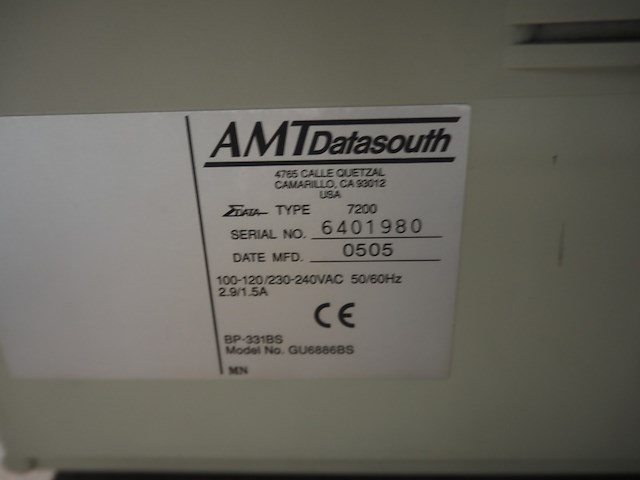 AMTDatasouth
4765 CALLE QUETZAL
CAMARILLO, CA 93012
USA
ΣDATA TYPE 7200
SERIAL NO. 6401980
DATE MFD. 0505
100-120/230-240VAC 50/60Hz
2.9/1.5A
CE
BP-331BS
Model No. GU6886BS
MN